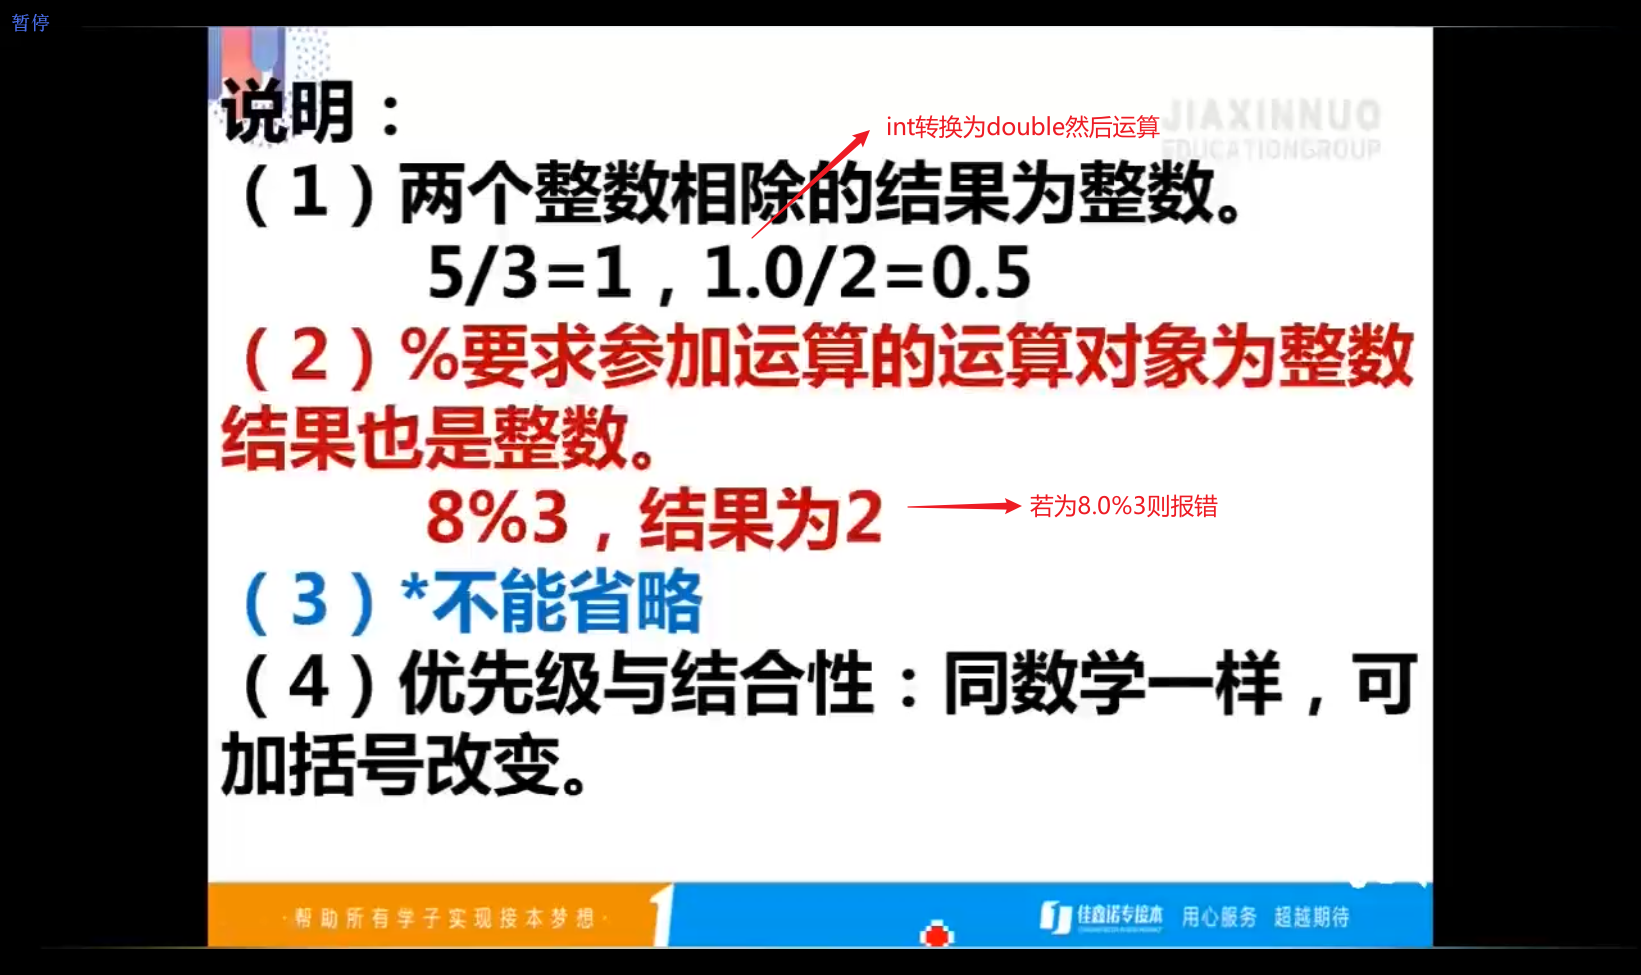 暂停
JIAXINNUO
EDUCATIONGROUP
说明：
int转换为double然后运算
（1）两个整数相除的结果为整数。
5/3=1，1.0/2=0.5
（2）%要求参加运算的运算对象为整数
结果也是整数。
8%3，结果为2
若为8.0%3则报错
（3）*不能省略
（4）优先级与结合性：同数学一样，可
加括号改变。
·帮助所有学子实现接本梦想·
佳鑫诺专接本
用心服务 超越期待